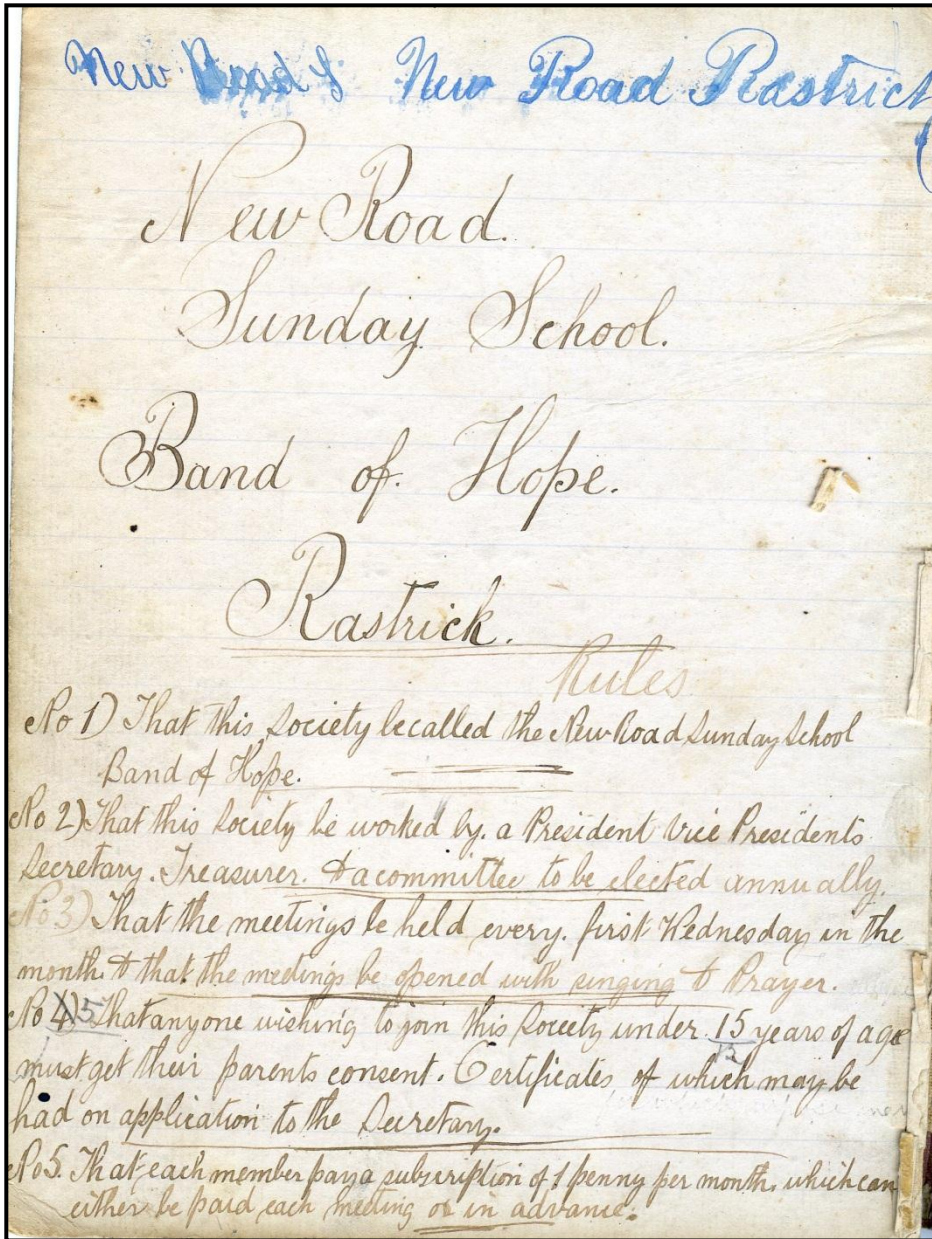 New Road S New Road Rastrick
New Road.
Sunday School.
Band of. Hope.
Rastrick.
Rules
No 1) That this Society be called the New Road Sunday School
Band of Hope.
No 2) That this Society be worked by. a President Vice Presidents
Secretary. Treasurer. & a committee to be elected annually.
No 3) That the meetings be held every. first Wednesday in the
month. & that the meetings be opened with singing & Prayer.
No 4) 5 That anyone wishing to join this Society under 15 years of age
12
must get their parents consent. Certificates of which may be
had on application to the Secretary.
No 5. That each member pay a subscription of 1 penny per month. which can
either be paid each meeting or in advance.